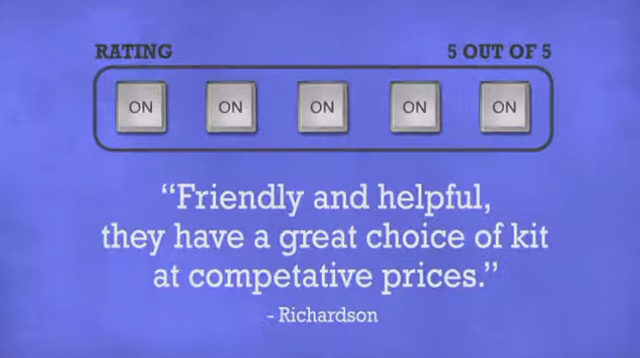 RATING 5 OUT OF 5
ON ON ON ON ON
“Friendly and helpful,
they have a great choice of kit
at competative prices.”
- Richardson